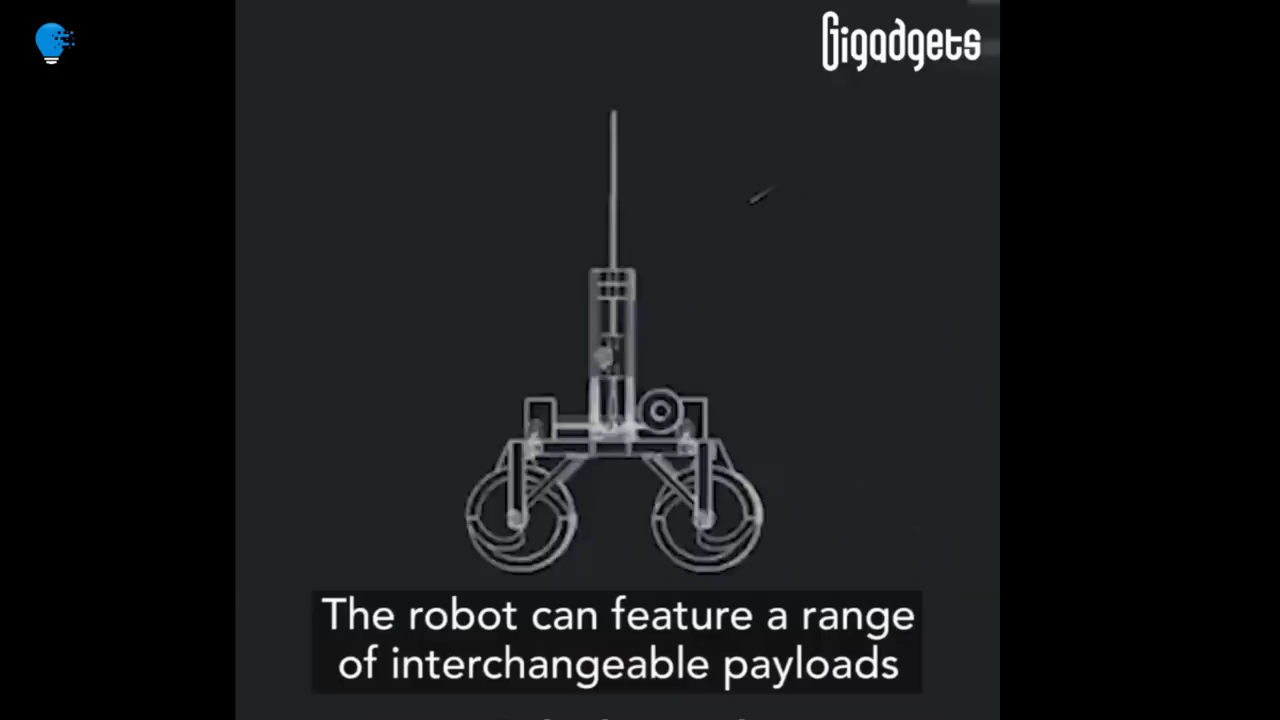 Gigadgets
The robot can feature a range
of interchangeable payloads